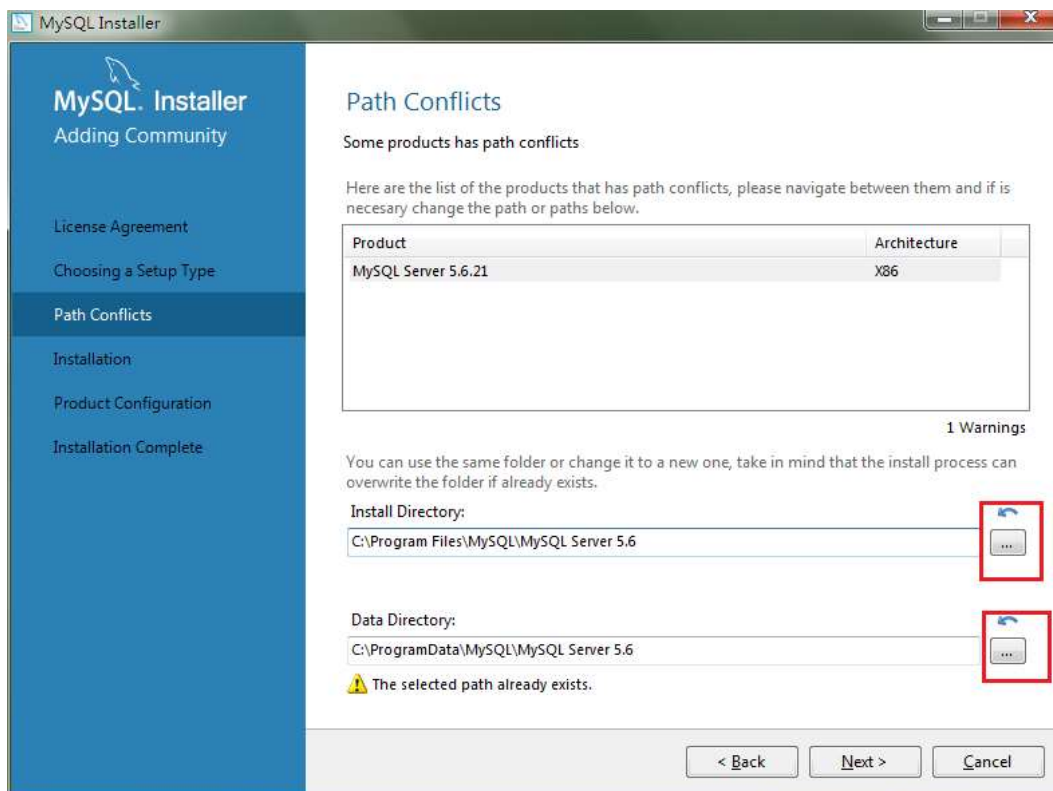 MySQL Installer
MySQL. Installer
Adding Community
License Agreement
Choosing a Setup Type
Path Conflicts
Installation
Product Configuration
Installation Complete
Path Conflicts
Some products has path conflicts
Here are the list of the products that has path conflicts, please navigate between them and if is
necesary change the path or paths below.
Product Architecture
MySQL Server 5.6.21 X86
1 Warnings
You can use the same folder or change it to a new one, take in mind that the install process can
overwrite the folder if already exists.
Install Directory:
C:\Program Files\MySQL\MySQL Server 5.6
...
Data Directory:
C:\ProgramData\MySQL\MySQL Server 5.6
...
The selected path already exists.
< Back Next > Cancel